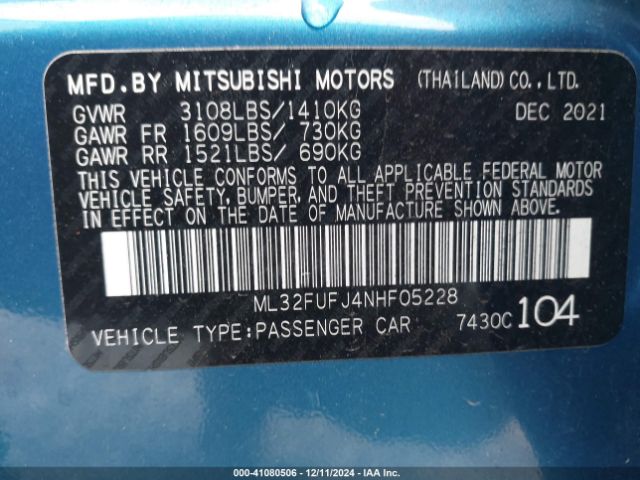 MFD.BY MITSUBISHI MOTORS (THAILAND) CO.,LTD.
GVWR 3108LBS/1410KG DEC 2021
GAWR FR 1609LBS/ 730KG
GAWR RR 1521LBS/ 690KG
THIS VEHICLE CONFORMS TO ALL APPLICABLE FEDERAL MOTOR
VEHICLE SAFETY, BUMPER, AND THEFT PREVENTION STANDARDS
IN EFFECT ON THE DATE OF MANUFACTURE SHOWN ABOVE.
ML32FUFJ4NHF05228
VEHICLE TYPE:PASSENGER CAR 7430C 104
000-41080506 - 12/11/2024 - IAA Inc.